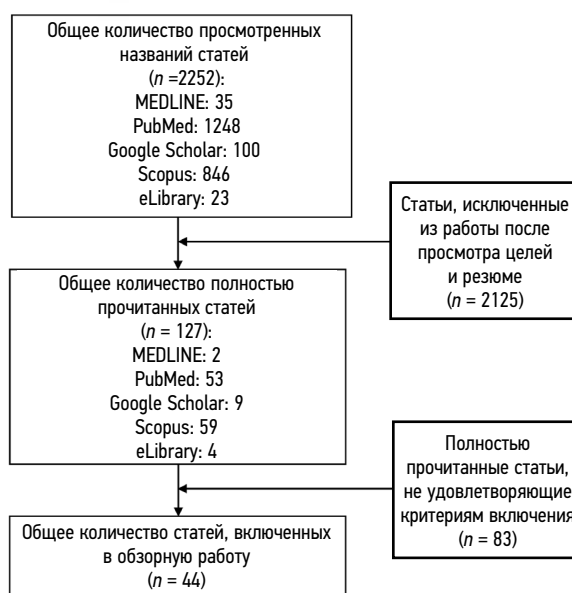 Общее количество просмотренных
названий статей
(n =2252):
MEDLINE: 35
PubMed: 1248
Google Scholar: 100
Scopus: 846
eLibrary: 23
Статьи, исключенные
из работы после
просмотра целей
и резюме
(n = 2125)
Общее количество полностью
прочитанных статей
(n = 127):
MEDLINE: 2
PubMed: 53
Google Scholar: 9
Scopus: 59
eLibrary: 4
Полностью
прочитанные статьи,
не удовлетворяющие
критериям включения
(n = 83)
Общее количество статей, включенных
в обзорную работу
(n = 44)